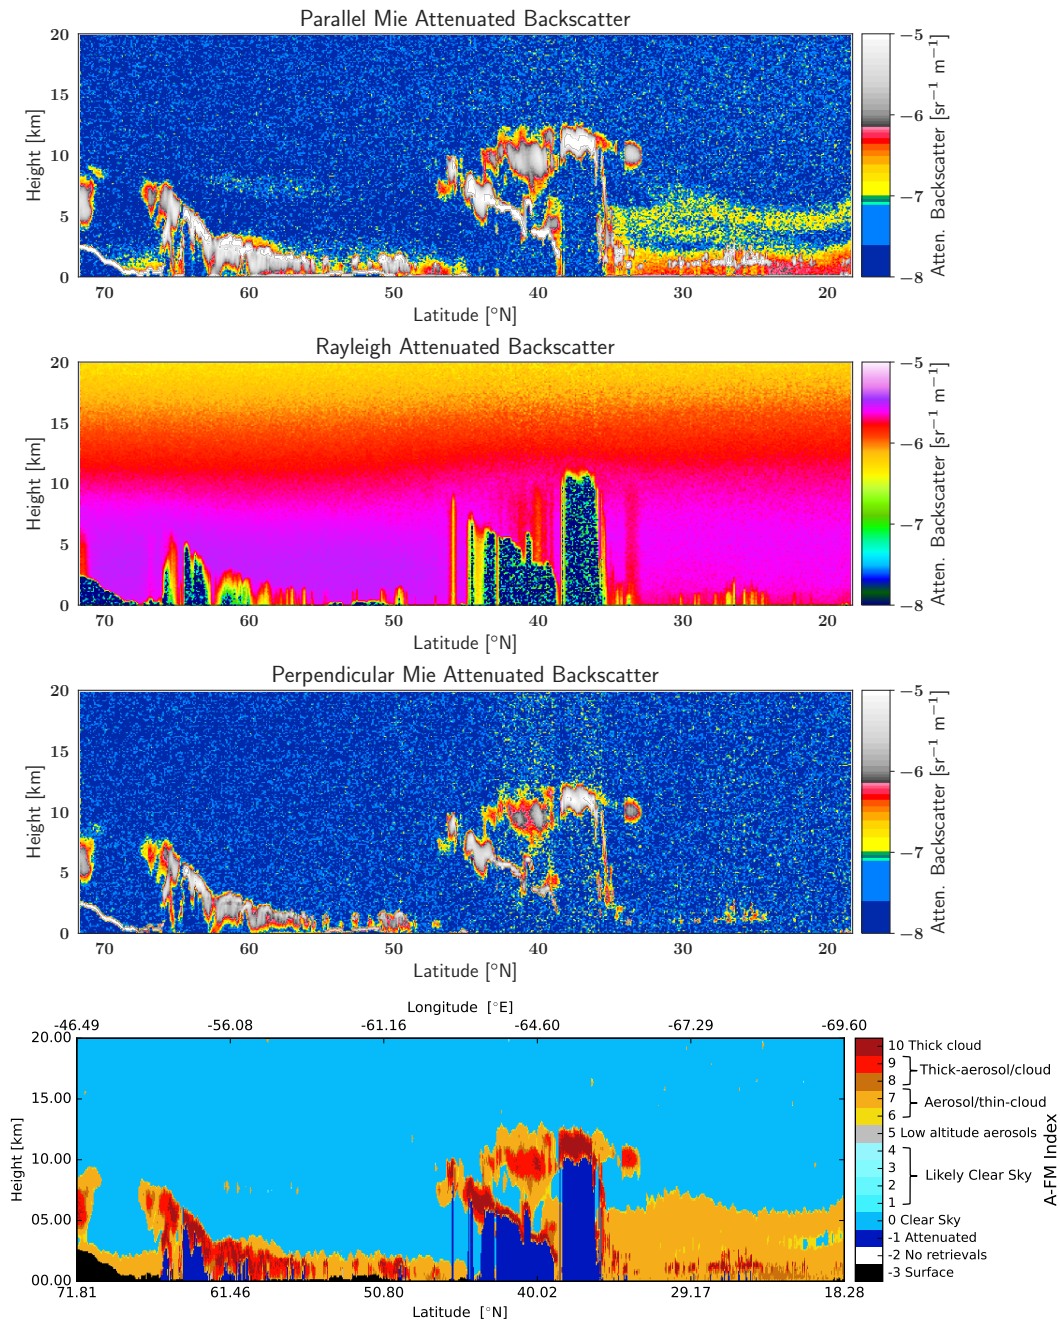 Parallel Mie Attenuated Backscatter
20
15
10
5
0
Height [km]
70 60 50 40 30 20
Latitude [°N]
−5
−6
−7
−8
Atten. Backscatter [sr−1 m−1]
Rayleigh Attenuated Backscatter
20
15
10
5
0
Height [km]
70 60 50 40 30 20
Latitude [°N]
−5
−6
−7
−8
Atten. Backscatter [sr−1 m−1]
Perpendicular Mie Attenuated Backscatter
20
15
10
5
0
Height [km]
70 60 50 40 30 20
Latitude [°N]
−5
−6
−7
−8
Atten. Backscatter [sr−1 m−1]
Longitude [°E]
-46.49 -56.08 -61.16 -64.60 -67.29 -69.60
20.00
15.00
10.00
05.00
00.00
Height [km]
71.81 61.46 50.80 40.02 29.17 18.28
Latitude [°N]
10 Thick cloud
9
8
Thick-aerosol/cloud
7
6
Aerosol/thin-cloud
5 Low altitude aerosols
4
3
2
1
Likely Clear Sky
0 Clear Sky
-1 Attenuated
-2 No retrievals
-3 Surface
A-FM Index